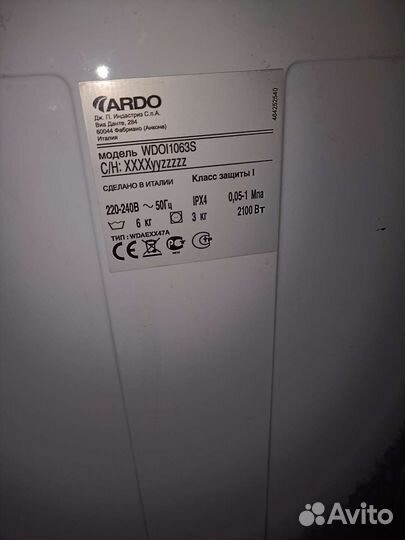 ARDO
Дж. П. Индастриз С.п.А.
Виа Данте, 284
60044 Фабриано (Анкона)
Италия
464252540
модель WDOI1063S
С/Н: XXXXyyzzzzz
СДЕЛАНО В ИТАЛИИ Класс защиты I
220-240В ~ 50Гц IPX4 0,05-1 Мпа
6 кг 3 кг 2100 Вт
ТИП : WDAEXX47A
CE
Avito